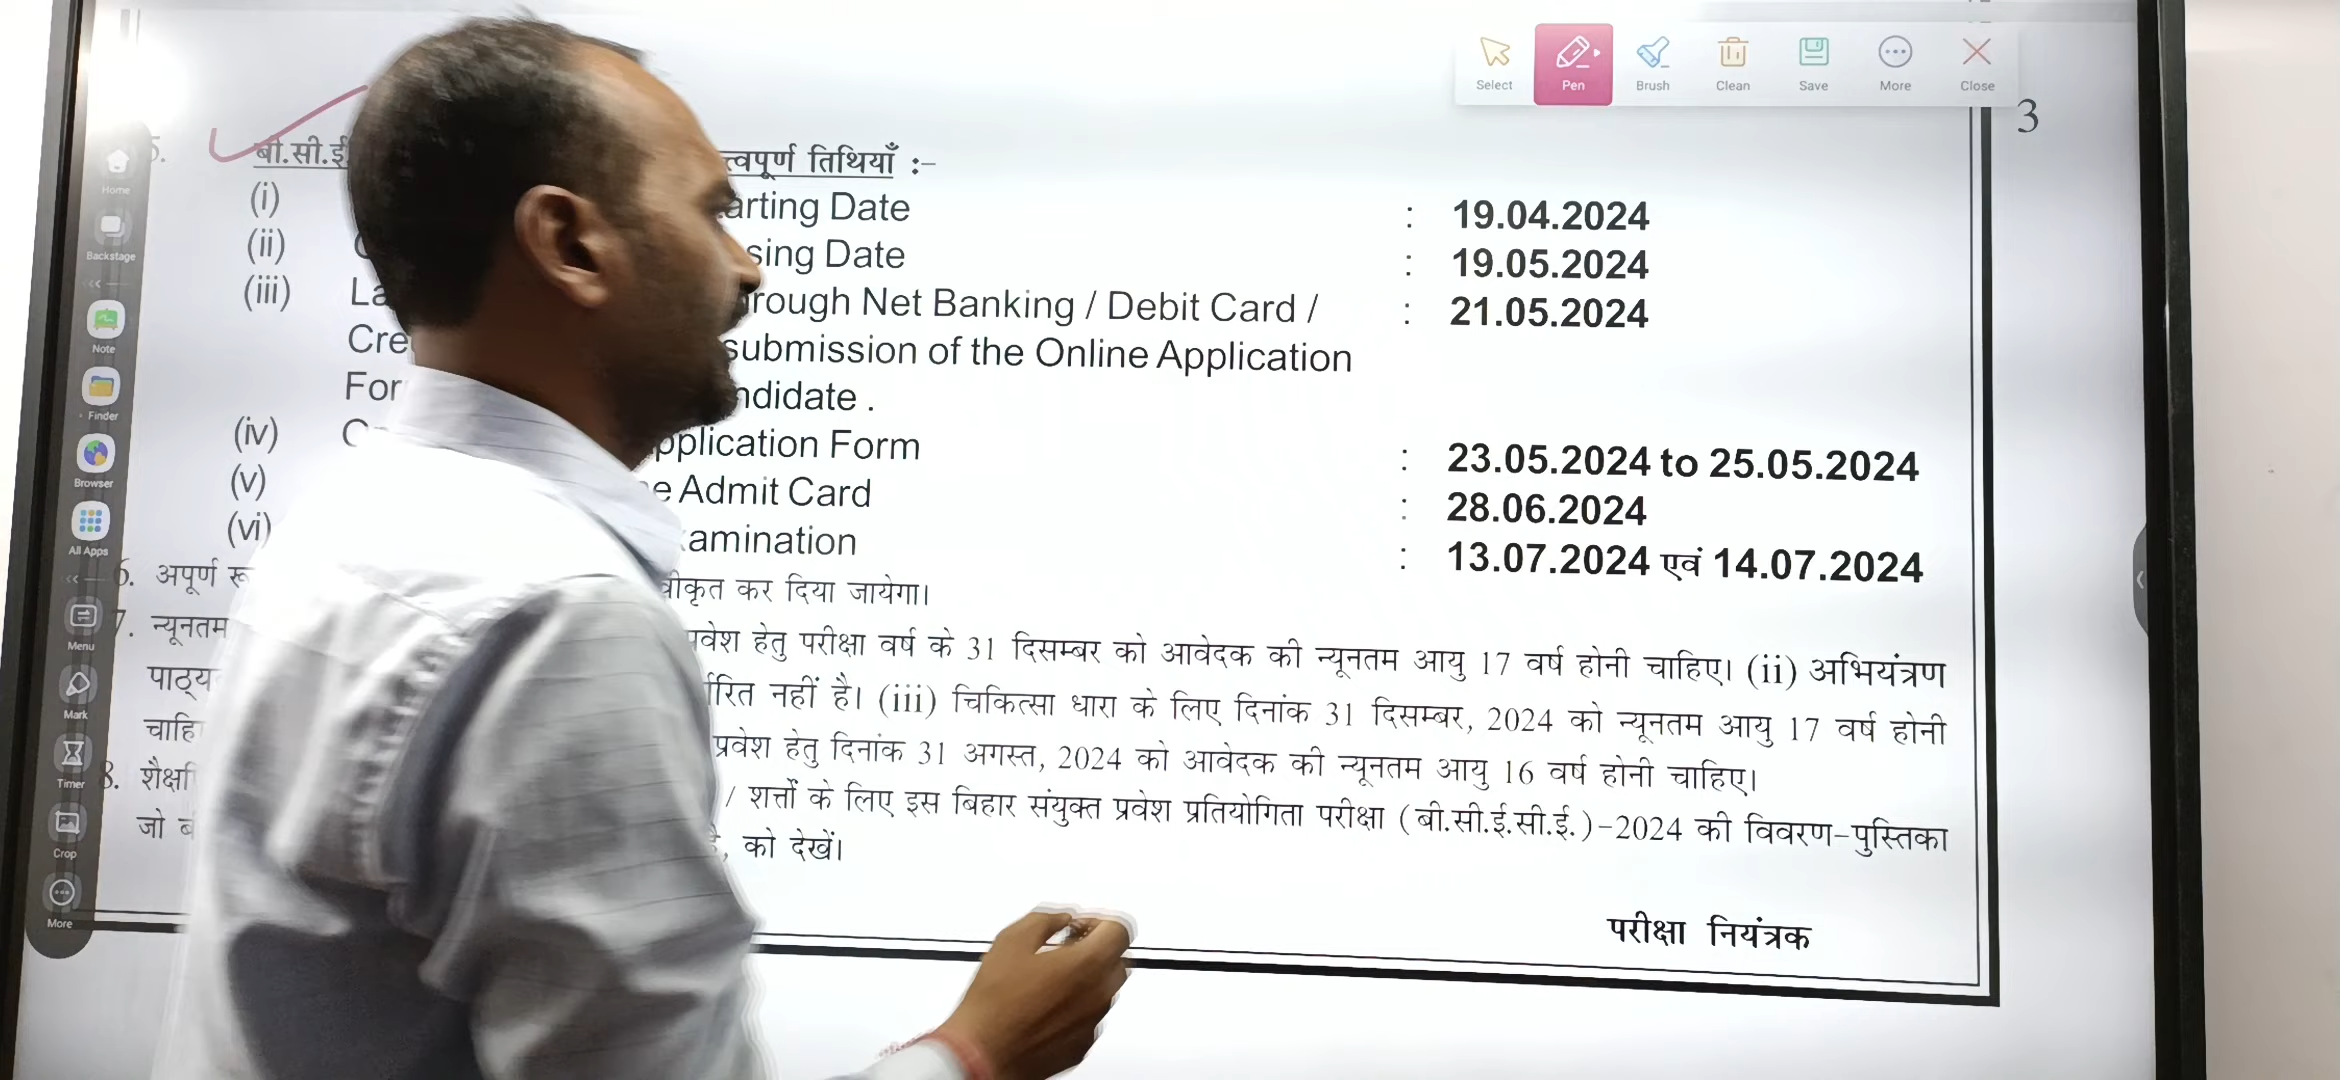 Select Pen Brush Clean Save More Close
3
5. बी.सी.ई त्वपूर्ण तिथियाँ :-
(i) arting Date : 19.04.2024
(ii) sing Date : 19.05.2024
(iii) La rough Net Banking / Debit Card / : 21.05.2024
Cre submission of the Online Application
For ndidate .
(iv) pplication Form : 23.05.2024 to 25.05.2024
(v) e Admit Card : 28.06.2024
(vi) amination : 13.07.2024 एवं 14.07.2024
6. अपूर्ण रू वीकृत कर दिया जायेगा।
7. न्यूनतम प्रवेश हेतु परीक्षा वर्ष के 31 दिसम्बर को आवेदक की न्यूनतम आयु 17 वर्ष होनी चाहिए। (ii) अभियंत्रण
पाठ्य र्धारित नहीं है। (iii) चिकित्सा धारा के लिए दिनांक 31 दिसम्बर, 2024 को न्यूनतम आयु 17 वर्ष होनी
चाहि प्रवेश हेतु दिनांक 31 अगस्त, 2024 को आवेदक की न्यूनतम आयु 16 वर्ष होनी चाहिए।
8. शैक्षणि / शर्त्तों के लिए इस बिहार संयुक्त प्रवेश प्रतियोगिता परीक्षा (बी.सी.ई.सी.ई.)-2024 की विवरण-पुस्तिका
जो ब है, को देखें।
परीक्षा नियंत्रक
Home
Backstage
Note
Finder
Browser
All Apps
Menu
Mark
Timer
Crop
More